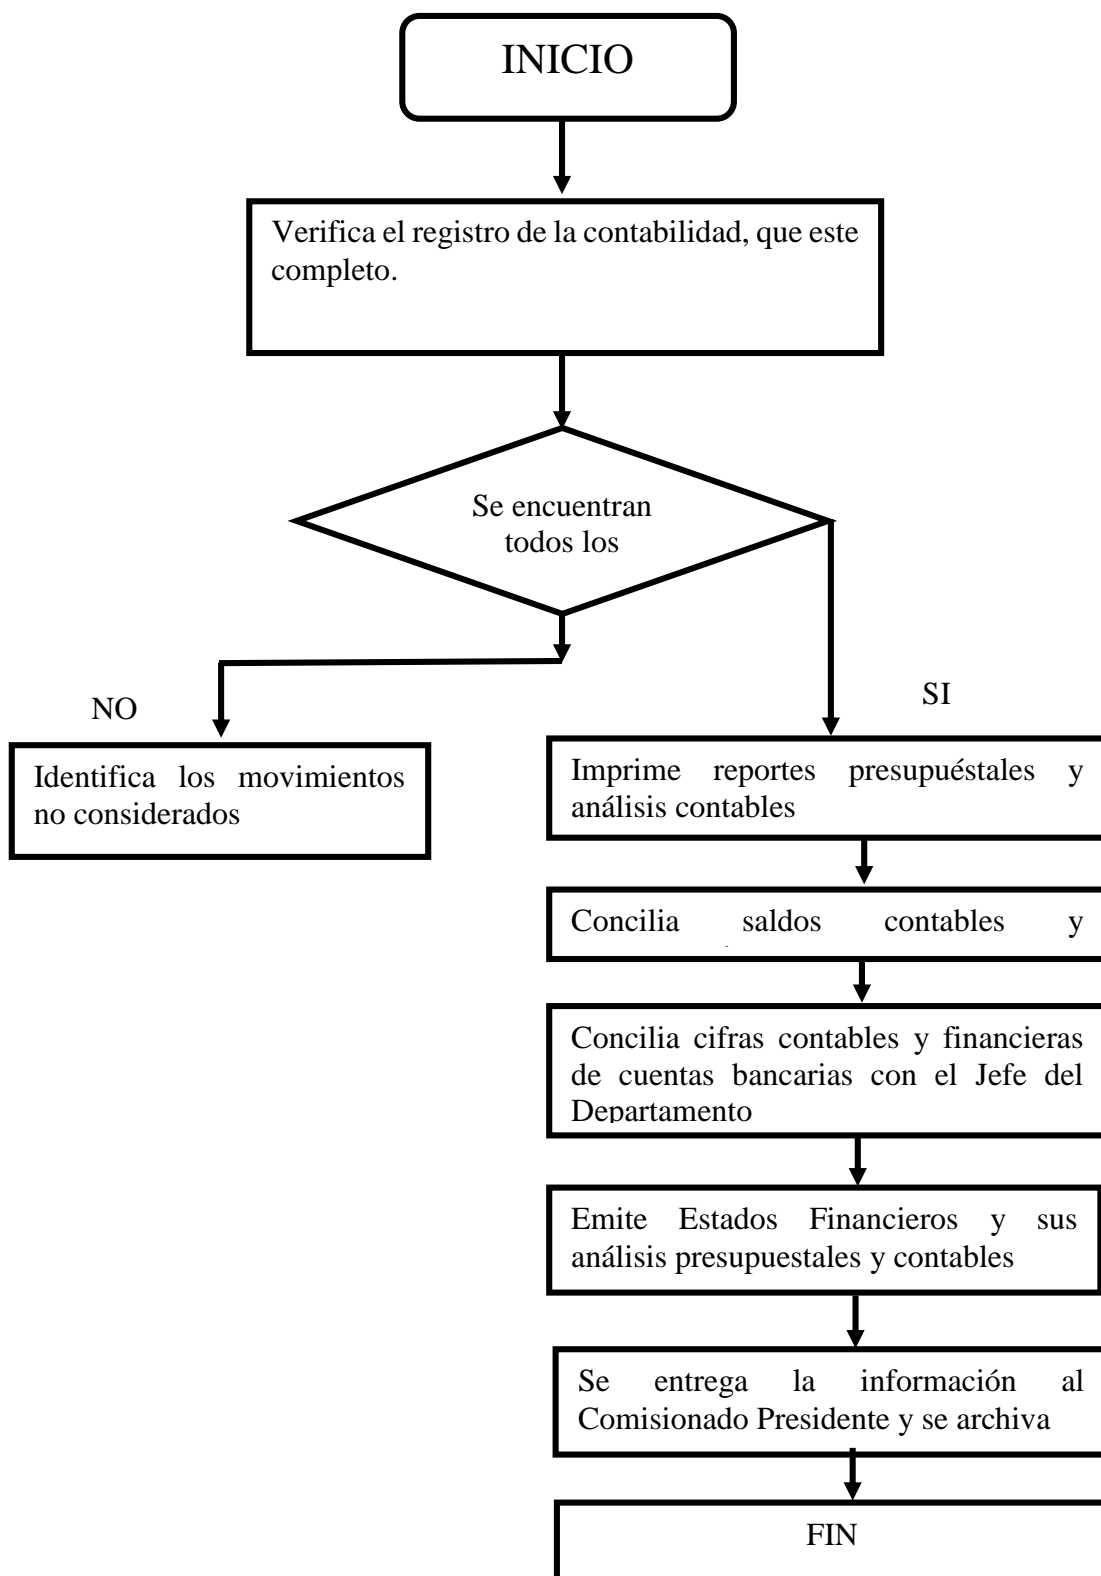 INICIO
Verifica el registro de la contabilidad, que este
completo.
Se encuentran
todos los
NO
SI
Identifica los movimientos
no considerados
Imprime reportes presupuéstales y
análisis contables
Concilia saldos contables y
Concilia cifras contables y financieras
de cuentas bancarias con el Jefe del
Departamento
Emite Estados Financieros y sus
análisis presupuestales y contables
Se entrega la información al
Comisionado Presidente y se archiva
FIN